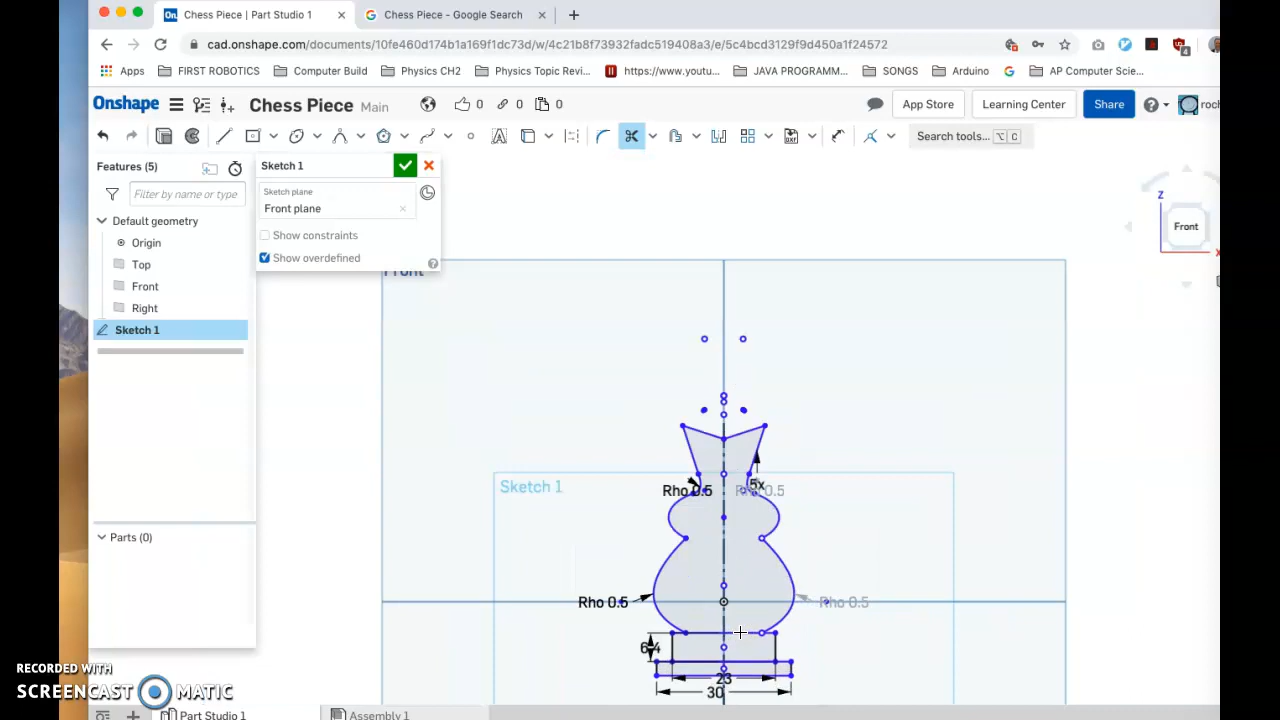 Chess Piece | Part Studio 1
Chess Piece - Google Search
cad.onshape.com/documents/10fe460d174b1a169f1dc73d/w/4c21b8f73932fadc519408a3/e/5c4bcd3129f9d450a1f24572
Apps FIRST ROBOTICS Computer Build Physics CH2 Physics Topic Revi... https://www.youtu... JAVA PROGRAMM... SONGS Arduino AP Computer Scie...
Onshape Chess Piece Main 0 0 0 App Store Learning Center Share
Search tools... ⌥ C
Features (5)
Filter by name or type
Default geometry
Origin
Top
Front
Right
Sketch 1
Parts (0)
Sketch 1
Sketch plane
Front plane
Show constraints
Show overdefined
Front
Z
Front
X
Sketch 1
Rho 0.5 Rho 0.5
5x
Rho 0.5 Rho 0.5
6.4
23
30
RECORDED WITH
SCREENCAST MATIC
Part Studio 1 Assembly 1